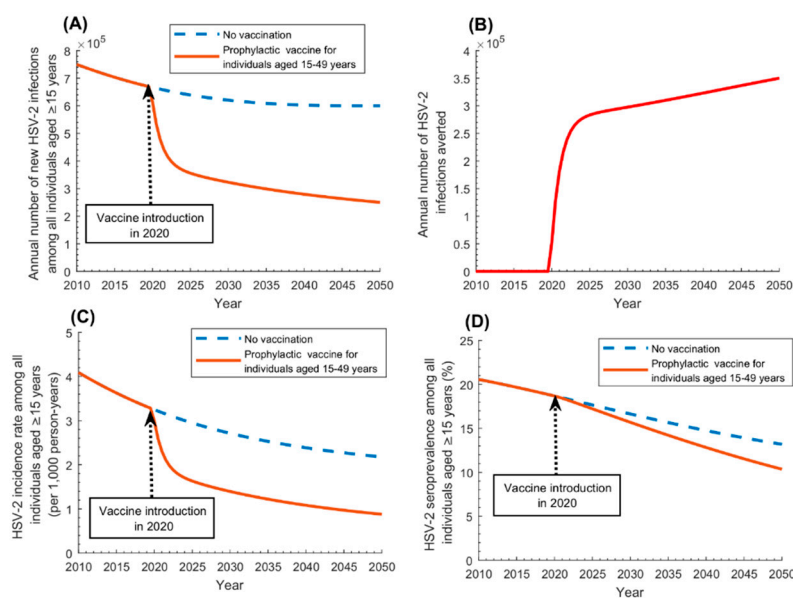 (A)
× 10⁵
No vaccination
Prophylactic vaccine for
individuals aged 15-49 years
Annual number of new HSV-2 infections
among all individuals aged ≥ 15 years
8
7
6
5
4
3
2
1
0
Vaccine introduction
in 2020
2010 2015 2020 2025 2030 2035 2040 2045 2050
Year
(B)
× 10⁵
Annual number of HSV-2
infections averted
4
3.5
3
2.5
2
1.5
1
0.5
0
2010 2015 2020 2025 2030 2035 2040 2045 2050
Year
(C)
No vaccination
Prophylactic vaccine for
individuals aged 15-49 years
HSV-2 incidence rate among all
individuals aged ≥ 15 years
(per 1,000 person-years)
5
4
3
2
1
0
Vaccine introduction
in 2020
2010 2015 2020 2025 2030 2035 2040 2045 2050
Year
(D)
No vaccination
Prophylactic vaccine for
individuals aged 15-49 years
HSV-2 seroprevalence among all
individuals aged ≥ 15 years (%)
25
20
15
10
5
0
Vaccine introduction
in 2020
2010 2015 2020 2025 2030 2035 2040 2045 2050
Year